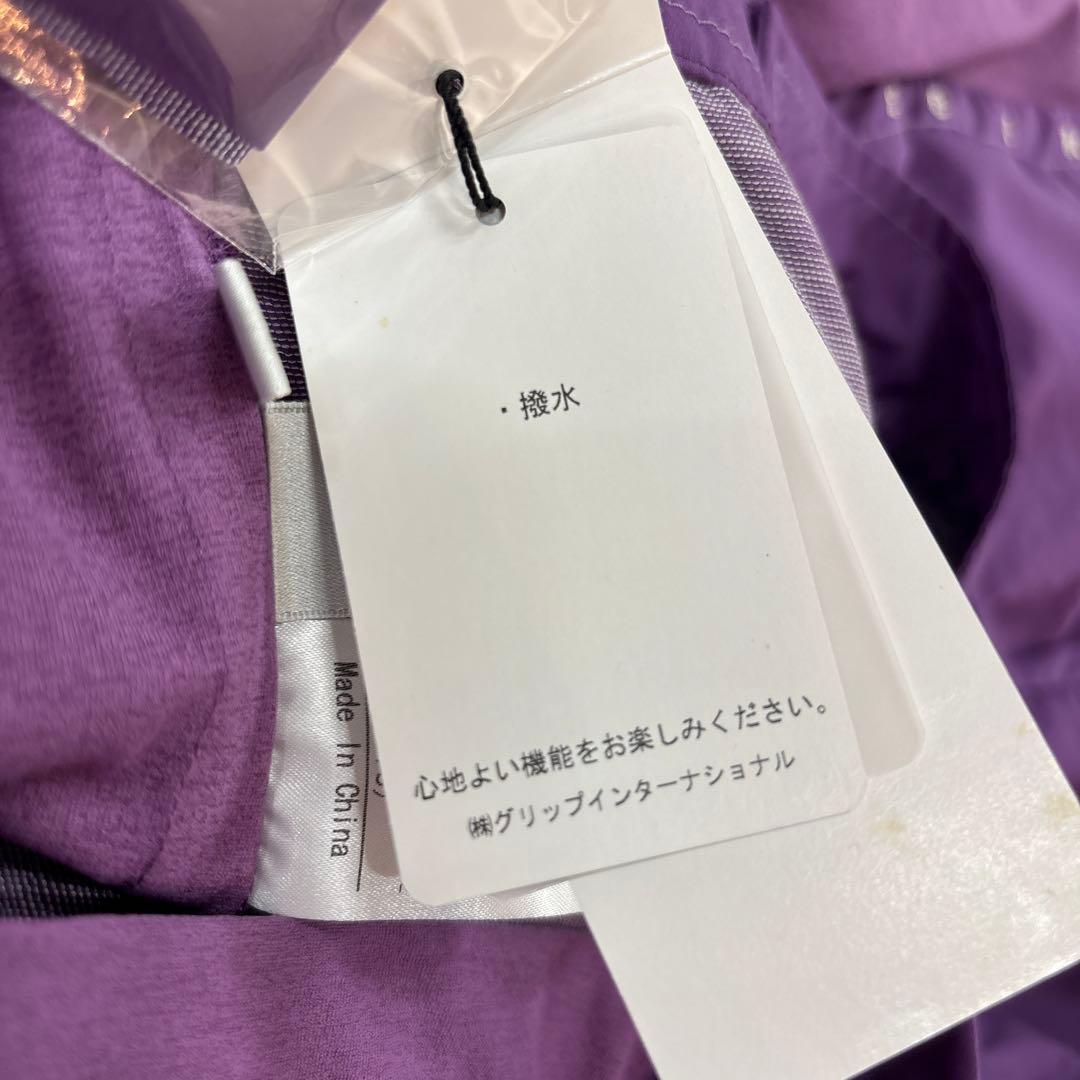 ・撥水
心地よい機能をお楽しみください。
㈱グリップインターナショナル
Made In China